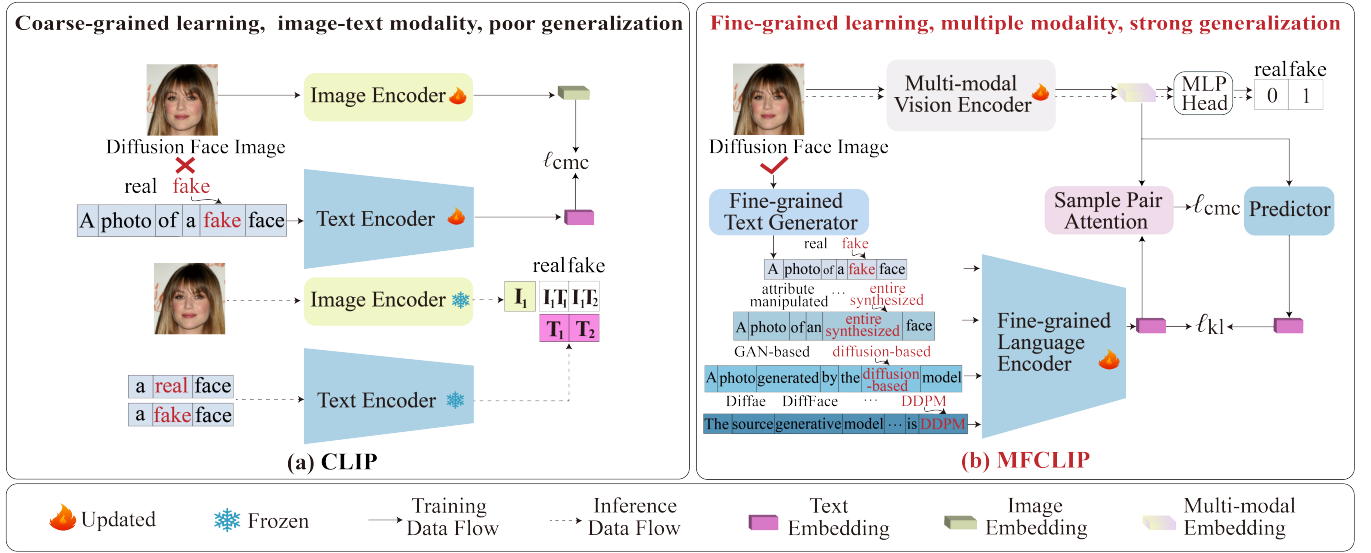 Coarse-grained learning, image-text modality, poor generalization
Diffusion Face Image
Image Encoder
ℓcmc
real fake
A photo of a fake face
Text Encoder
Image Encoder
real fake
I1 I1T1 I1T2
T1 T2
a real face
a fake face
Text Encoder
(a) CLIP
Fine-grained learning, multiple modality, strong generalization
Diffusion Face Image
Multi-modal
Vision Encoder
MLP
Head
real fake
0 1
Fine-grained
Text Generator
Sample Pair
Attention
ℓcmc
Predictor
real fake
A photo of a fake face
attribute
manipulated
...
entire
synthesized
A photo of an entire synthesized face
GAN-based diffusion-based
A photo generated by the diffusion-based model
Diffae DiffFace ... DDPM
The source generative model ... is DDPM
Fine-grained
Language
Encoder
ℓkl
(b) MFCLIP
Updated
Frozen
Training
Data Flow
Inference
Data Flow
Text
Embedding
Image
Embedding
Multi-modal
Embedding